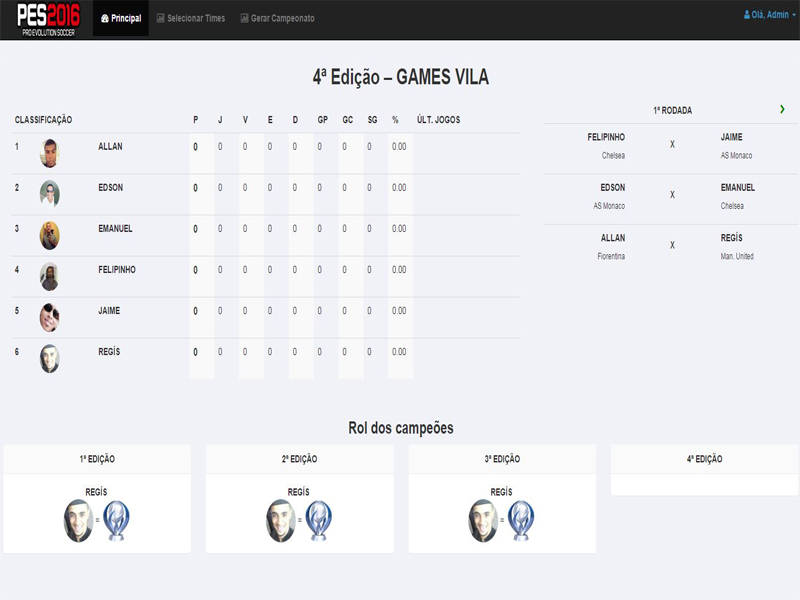 PES2016
PRO EVOLUTION SOCCER
Principal
Selecionar Times
Gerar Campeonato
Olá, Admin
4ª Edição – GAMES VILA
CLASSIFICAÇÃO P J V E D GP GC SG % ÚLT. JOGOS
1 ALLAN 0 0 0 0 0 0 0 0 0.00
2 EDSON 0 0 0 0 0 0 0 0 0.00
3 EMANUEL 0 0 0 0 0 0 0 0 0.00
4 FELIPINHO 0 0 0 0 0 0 0 0 0.00
5 JAIME 0 0 0 0 0 0 0 0 0.00
6 REGÍS 0 0 0 0 0 0 0 0 0.00
1ª RODADA
FELIPINHO X JAIME
Chelsea AS Monaco
EDSON X EMANUEL
AS Monaco Chelsea
ALLAN X REGÍS
Fiorentina Man. United
Rol dos campeões
1ª EDIÇÃO
REGÍS
=
2ª EDIÇÃO
REGÍS
=
3ª EDIÇÃO
REGÍS
=
4ª EDIÇÃO